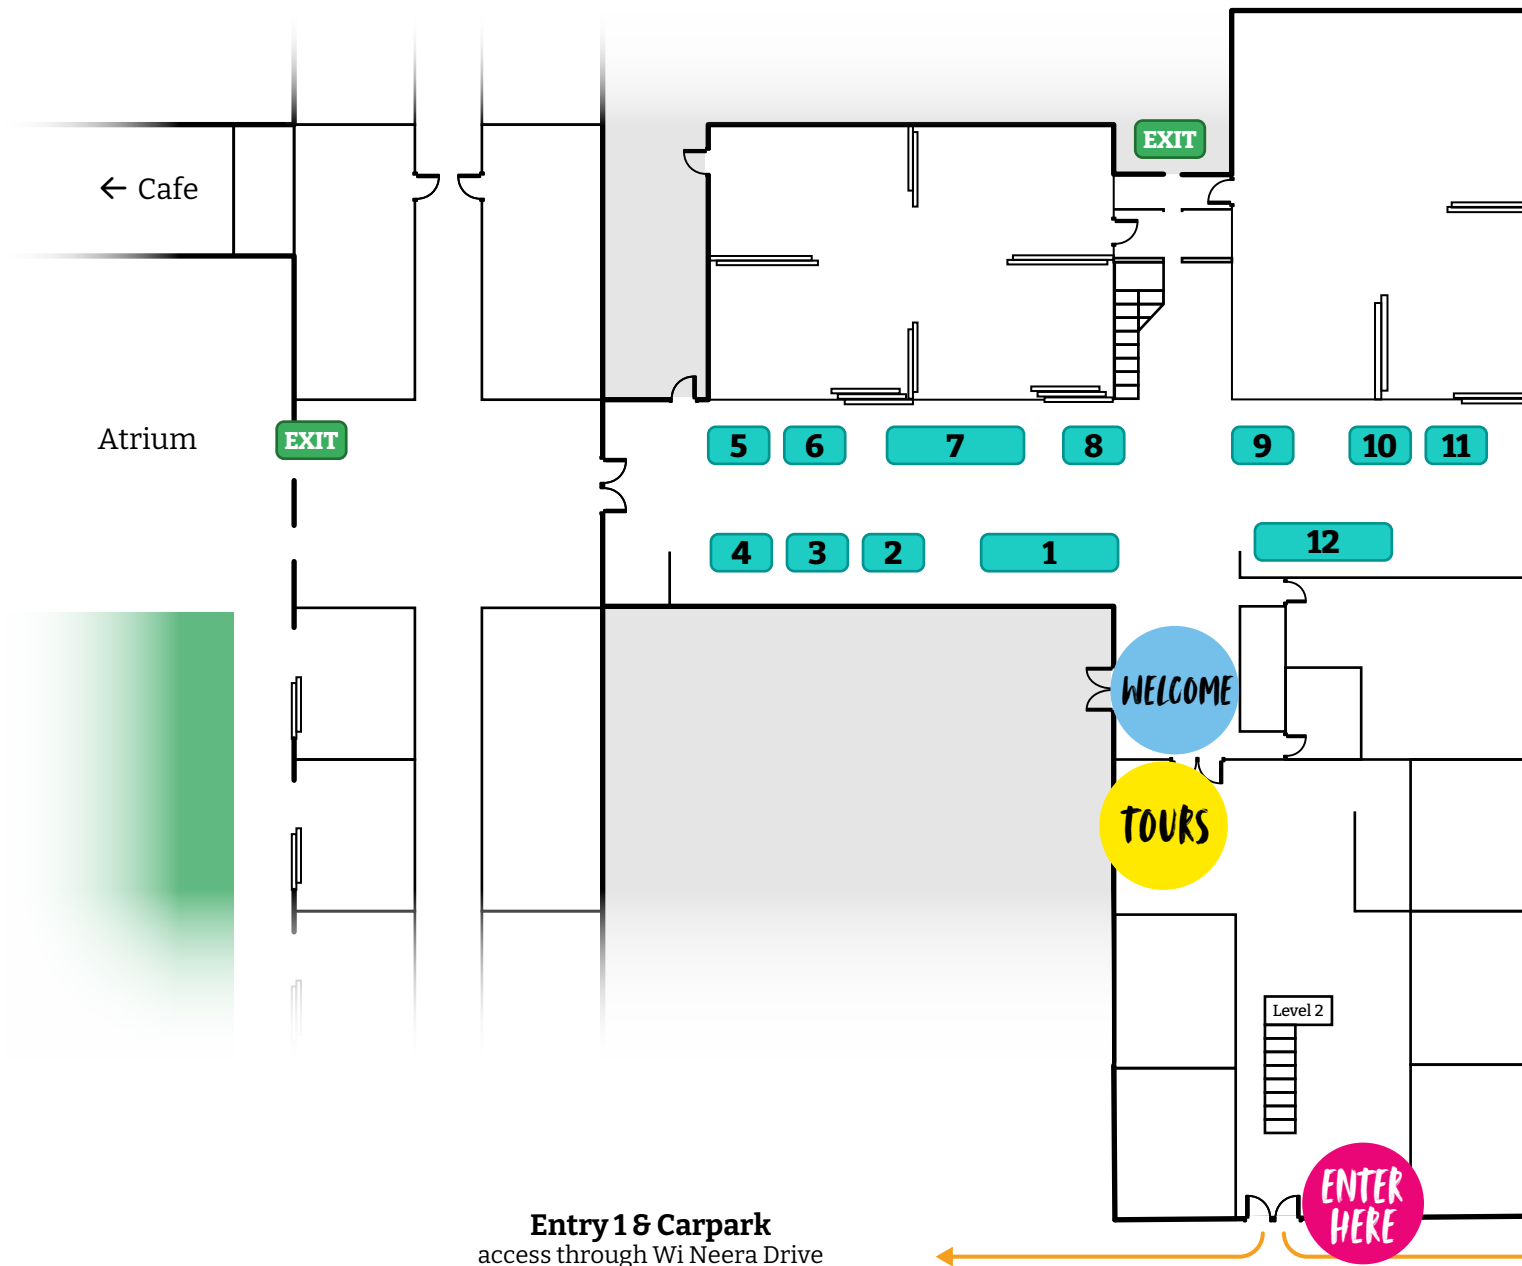 EXIT
← Cafe
Atrium
EXIT
5 6 7 8 9 10 11
4 3 2 1 12
WELCOME
TOURS
Level 2
ENTER
HERE
Entry 1 & Carpark
access through Wi Neera Drive